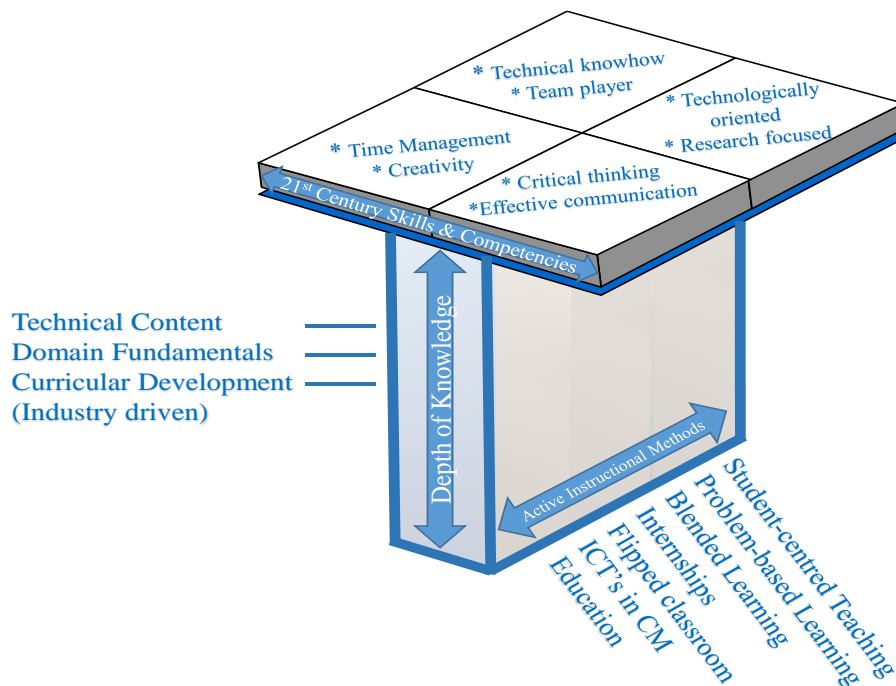 * Technical knowhow
* Team player
* Technologically
oriented
* Research focused
* Time Management
* Creativity
* Critical thinking
*Effective communication
21st Century Skills & Competencies
Technical Content
Domain Fundamentals
Curricular Development
(Industry driven)
Depth of Knowledge
Active Instructional Methods
Student-centred Teaching
Problem-based Learning
Blended Learning
Internships
Flipped classroom
ICT's in CM
Education